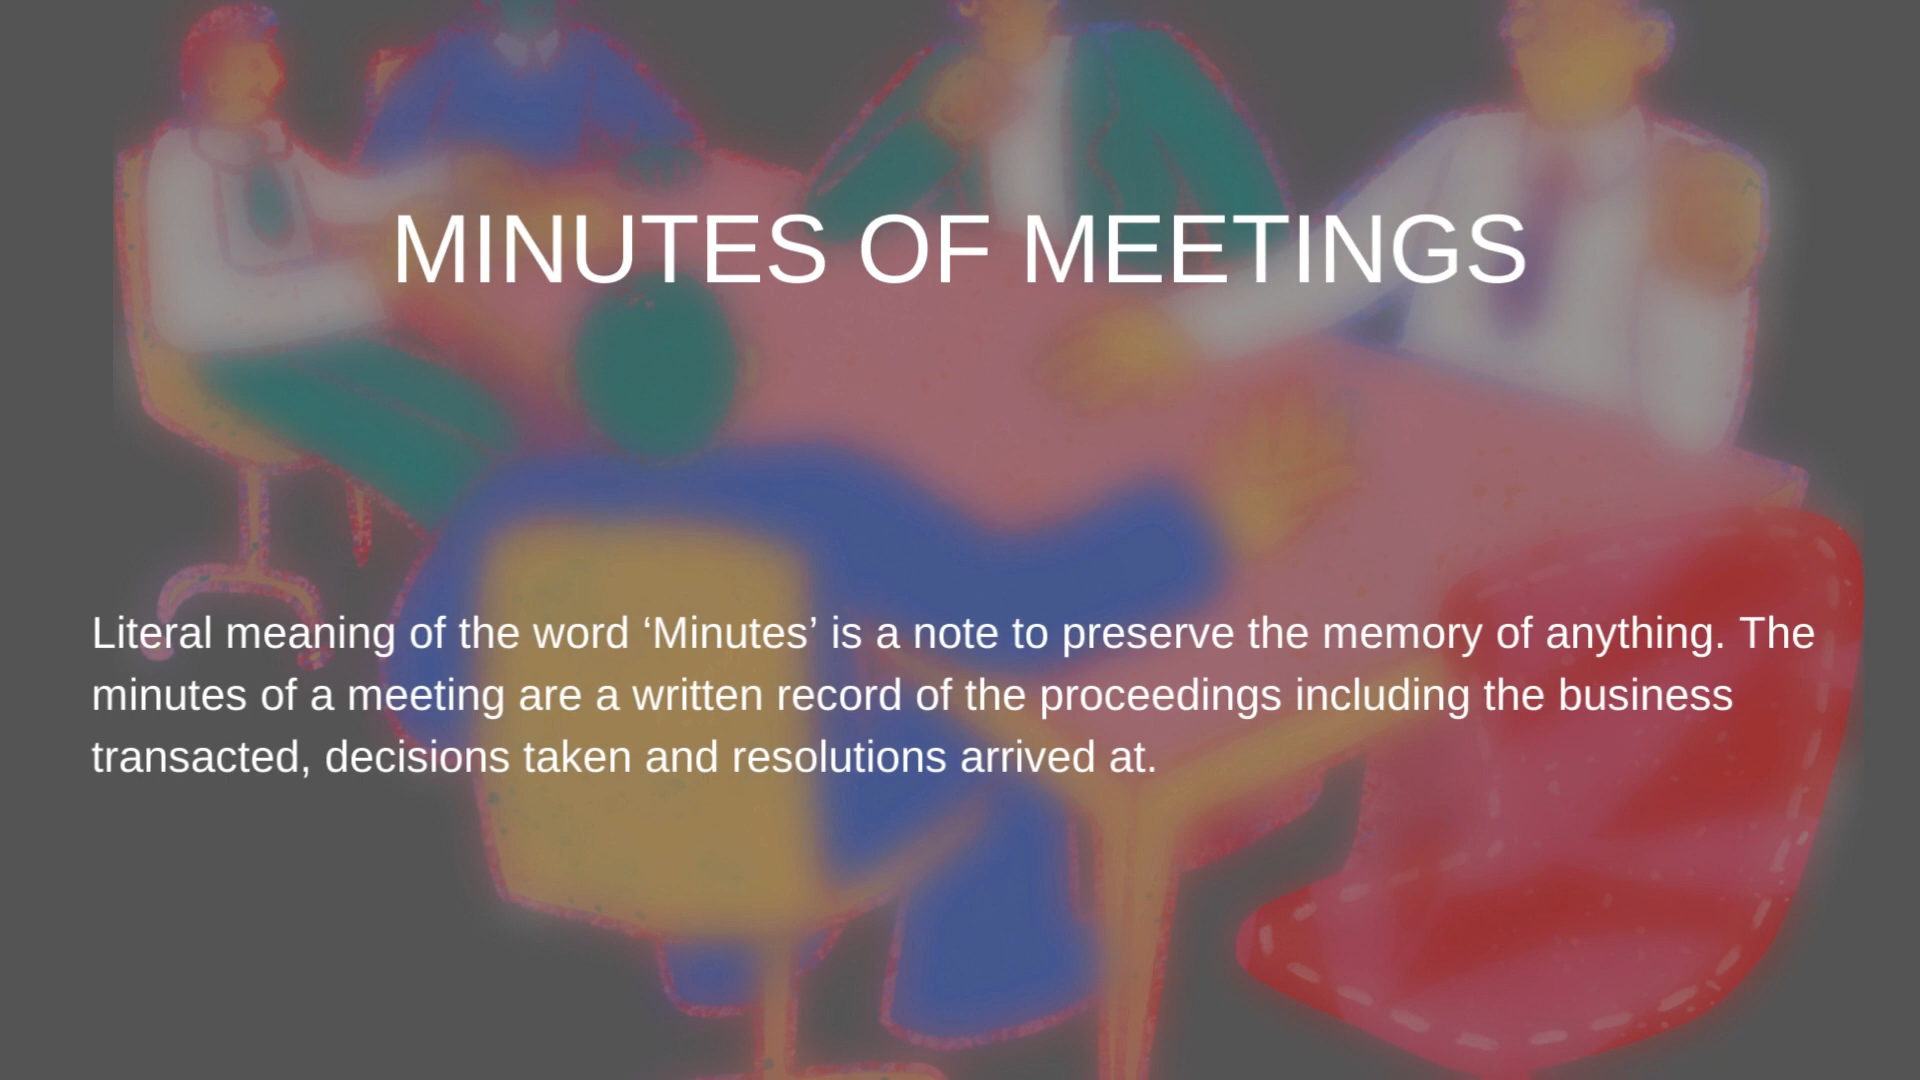 MINUTES OF MEETINGS
Literal meaning of the word ‘Minutes’ is a note to preserve the memory of anything. The
minutes of a meeting are a written record of the proceedings including the business
transacted, decisions taken and resolutions arrived at.